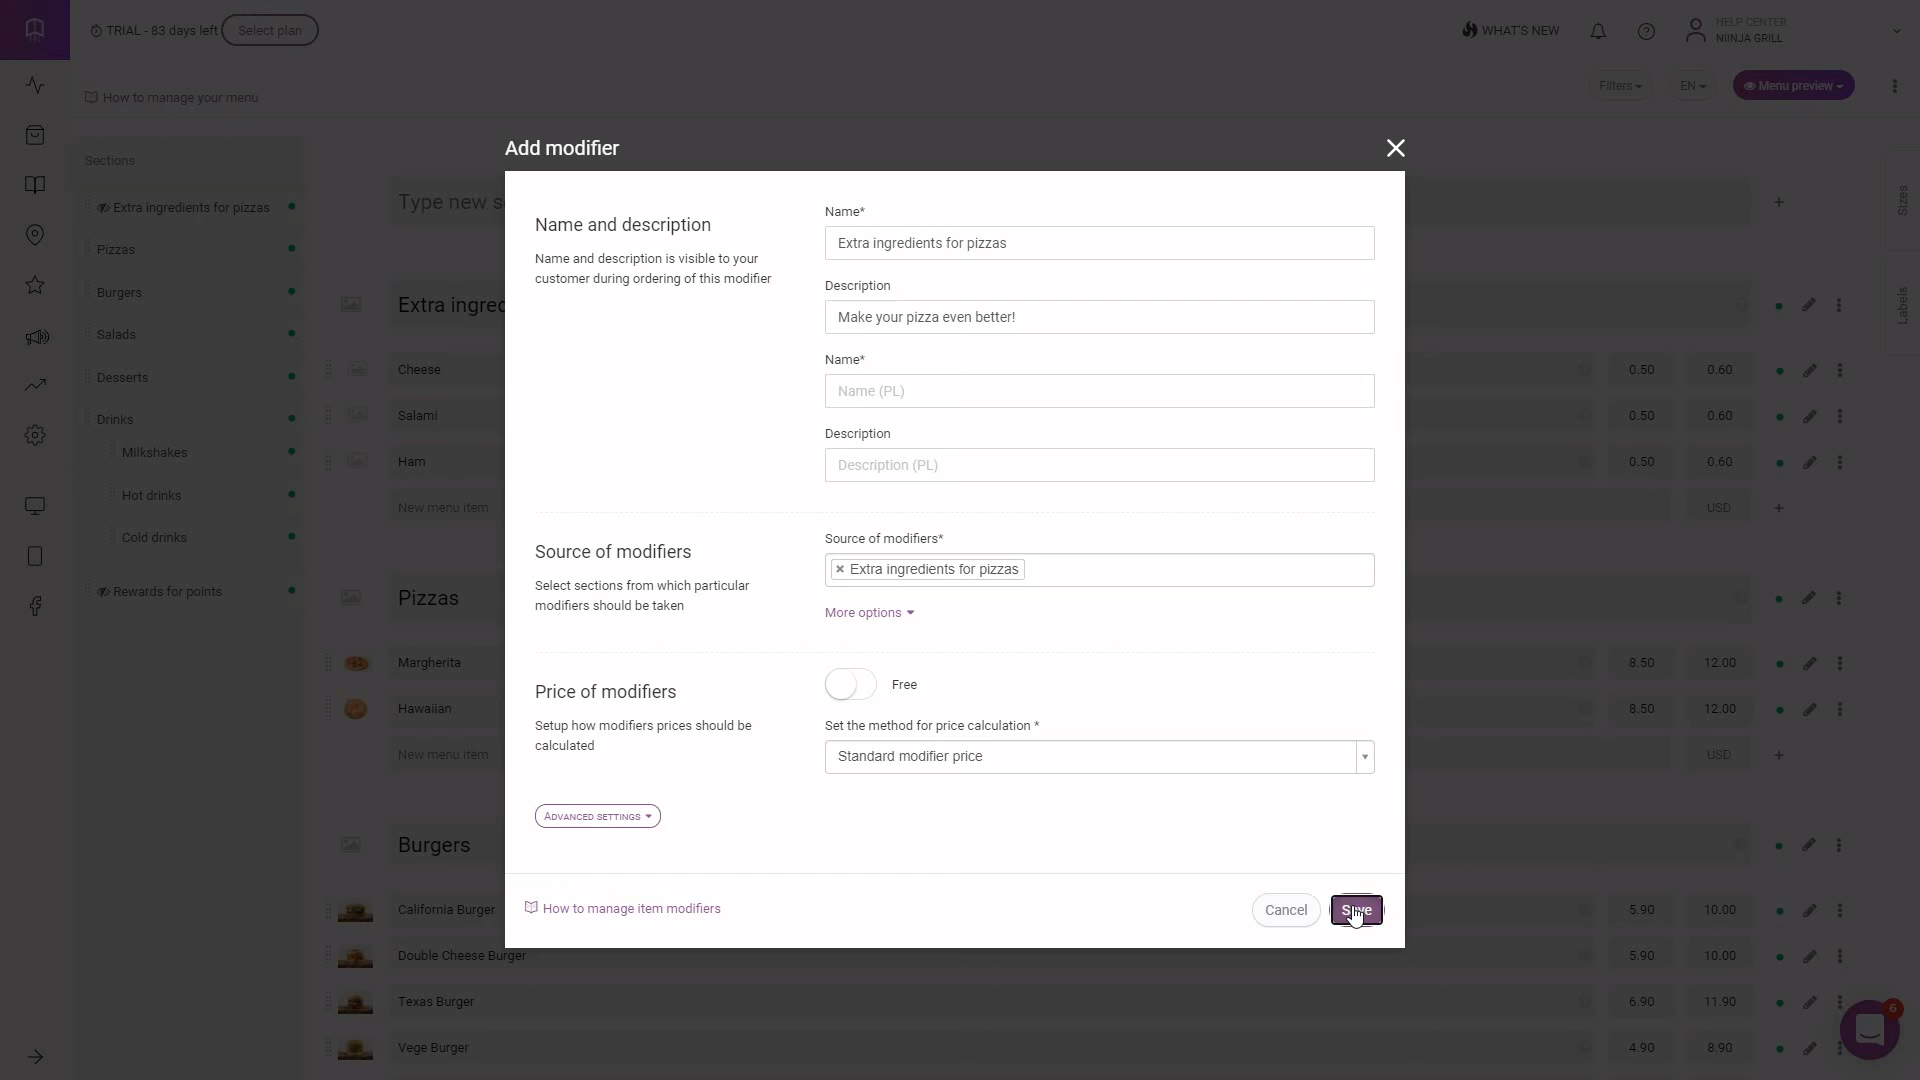 TRIAL - 83 days left
Select plan
WHAT'S NEW
HELP CENTER
NIINJA GRILL
How to manage your menu
Filters
EN
Menu preview
Sections
Extra ingredients for pizzas
Pizzas
Burgers
Salads
Desserts
Drinks
Milkshakes
Hot drinks
Cold drinks
Rewards for points
Type new s
Extra ingred
Cheese
0.50
0.60
Salami
0.50
0.60
Ham
0.50
0.60
New menu item
USD
Pizzas
Margherita
8.50
12.00
Hawaiian
8.50
12.00
New menu item
USD
Burgers
California Burger
5.90
10.00
Double Cheese Burger
5.90
10.00
Texas Burger
6.90
11.90
Vege Burger
4.90
8.90
Sizes
Labels
6
Add modifier
Name and description
Name and description is visible to your
customer during ordering of this modifier
Name*
Extra ingredients for pizzas
Description
Make your pizza even better!
Name*
Name (PL)
Description
Description (PL)
Source of modifiers
Select sections from which particular
modifiers should be taken
Source of modifiers*
× Extra ingredients for pizzas
More options
Price of modifiers
Setup how modifiers prices should be
calculated
Free
Set the method for price calculation *
Standard modifier price
ADVANCED SETTINGS
How to manage item modifiers
Cancel
Save